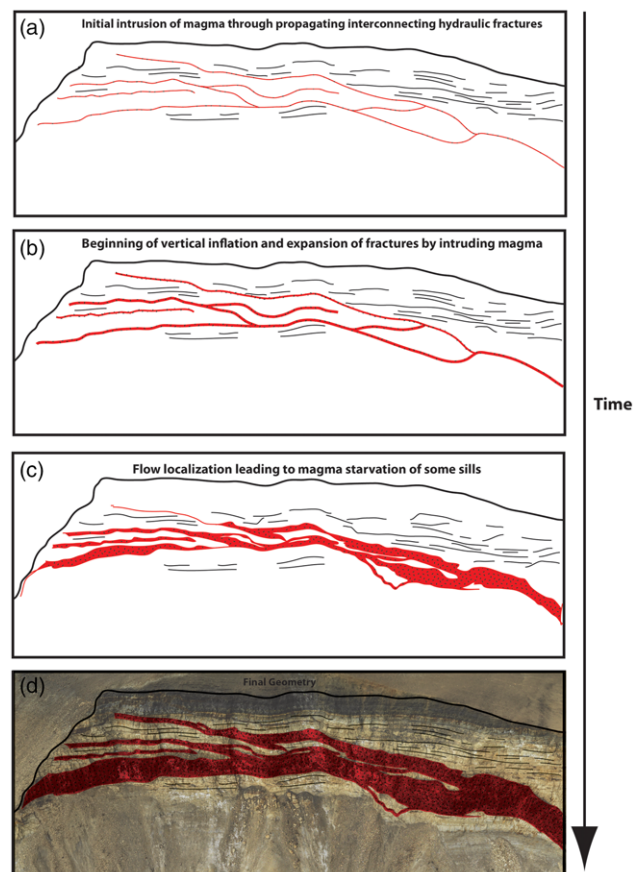 (a)
Initial intrusion of magma through propagating interconnecting hydraulic fractures
(b)
Beginning of vertical inflation and expansion of fractures by intruding magma
Time
(c)
Flow localization leading to magma starvation of some sills
(d)
Final Geometry